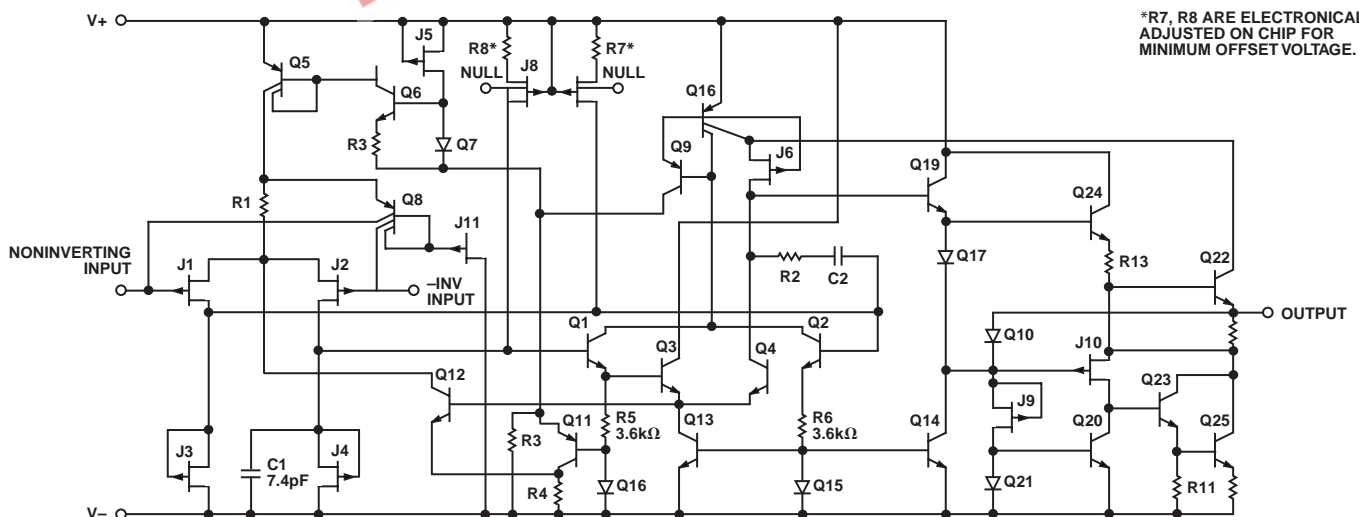 V+
*R7, R8 ARE ELECTRONICAL
ADJUSTED ON CHIP FOR
MINIMUM OFFSET VOLTAGE.
J5
R8*
R7*
J8
NULL
NULL
Q5
Q6
Q16
R3
Q7
Q9
J6
Q19
Q24
R1
Q8
J11
Q17
R13
Q22
NONINVERTING
INPUT
J1
J2
–INV
INPUT
R2
C2
OUTPUT
Q1
Q3
Q4
Q2
Q10
J10
Q12
Q23
J9
R5
3.6kΩ
Q13
R6
3.6kΩ
Q14
Q20
Q25
J3
C1
7.4pF
J4
R3
Q11
R4
Q16
Q15
Q21
R11
V–